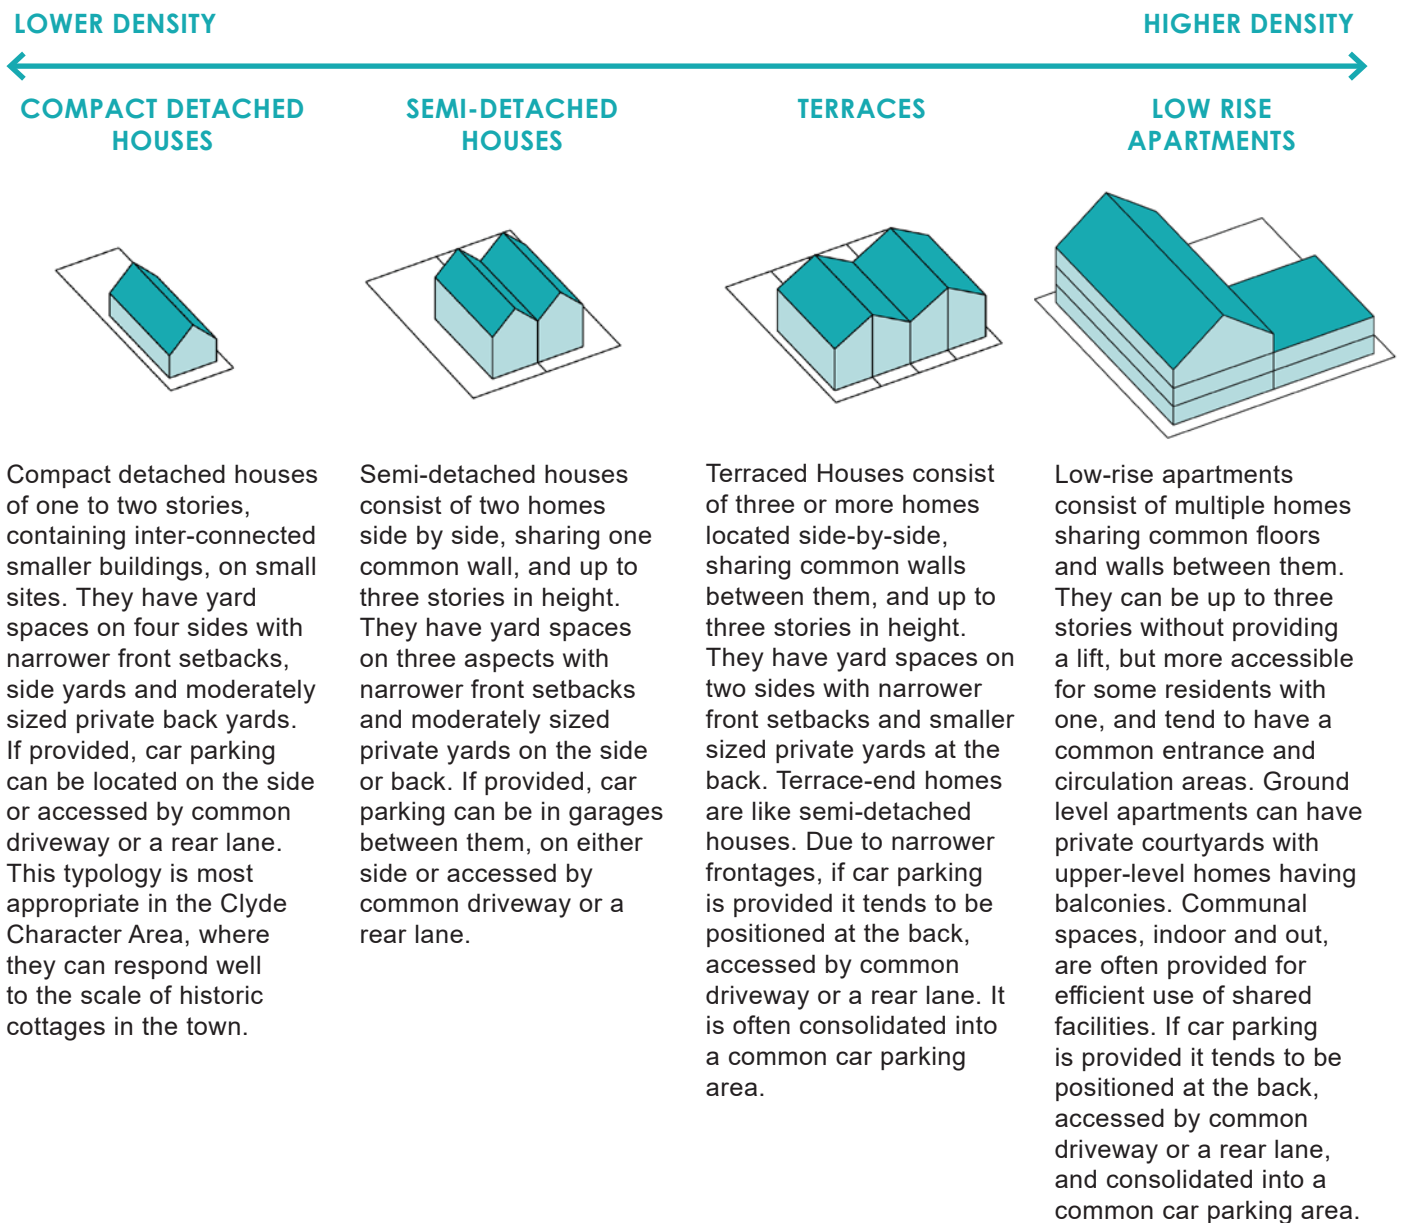 LOWER DENSITY
HIGHER DENSITY
COMPACT DETACHED
HOUSES
SEMI-DETACHED
HOUSES
TERRACES
LOW RISE
APARTMENTS
Compact detached houses
of one to two stories,
containing inter-connected
smaller buildings, on small
sites. They have yard
spaces on four sides with
narrower front setbacks,
side yards and moderately
sized private back yards.
If provided, car parking
can be located on the side
or accessed by common
driveway or a rear lane.
This typology is most
appropriate in the Clyde
Character Area, where
they can respond well
to the scale of historic
cottages in the town.
Semi-detached houses
consist of two homes
side by side, sharing one
common wall, and up to
three stories in height.
They have yard spaces
on three aspects with
narrower front setbacks
and moderately sized
private yards on the side
or back. If provided, car
parking can be in garages
between them, on either
side or accessed by
common driveway or a
rear lane.
Terraced Houses consist
of three or more homes
located side-by-side,
sharing common walls
between them, and up to
three stories in height.
They have yard spaces on
two sides with narrower
front setbacks and smaller
sized private yards at the
back. Terrace-end homes
are like semi-detached
houses. Due to narrower
frontages, if car parking
is provided it tends to be
positioned at the back,
accessed by common
driveway or a rear lane. It
is often consolidated into
a common car parking
area.
Low-rise apartments
consist of multiple homes
sharing common floors
and walls between them.
They can be up to three
stories without providing
a lift, but more accessible
for some residents with
one, and tend to have a
common entrance and
circulation areas. Ground
level apartments can have
private courtyards with
upper-level homes having
balconies. Communal
spaces, indoor and out,
are often provided for
efficient use of shared
facilities. If car parking
is provided it tends to be
positioned at the back,
accessed by common
driveway or a rear lane,
and consolidated into a
common car parking area.